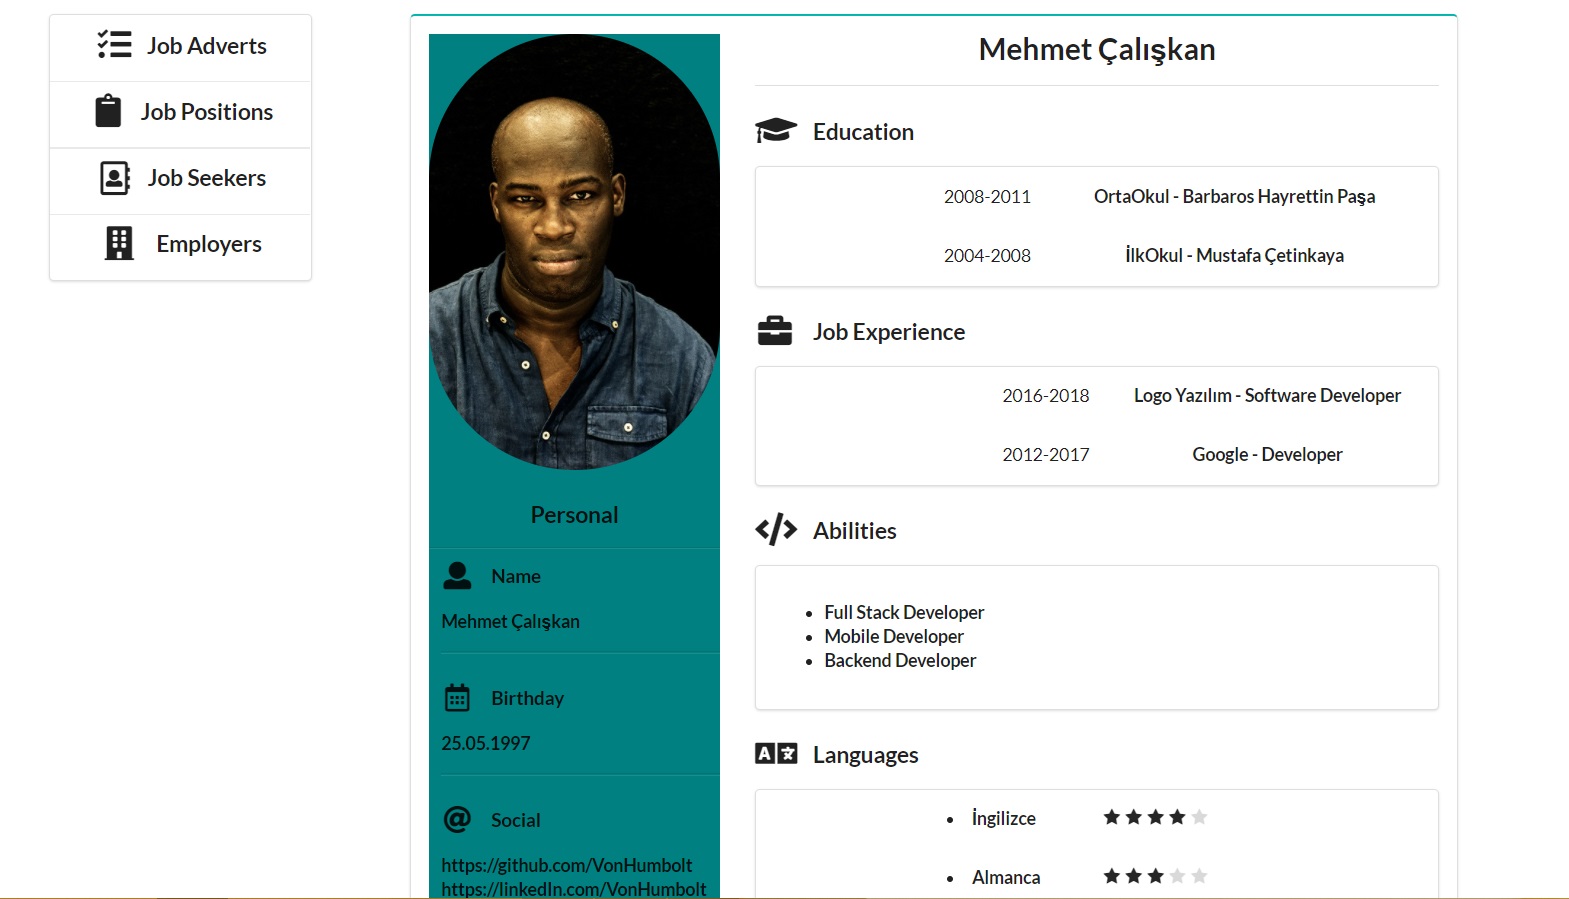 Job Adverts
Job Positions
Job Seekers
Employers
Personal
Name
Mehmet Çalışkan
Birthday
25.05.1997
Social
https://github.com/VonHumbolt
https://linkedIn.com/VonHumbolt
Mehmet Çalışkan
Education
2008-2011 OrtaOkul - Barbaros Hayrettin Paşa
2004-2008 İlkOkul - Mustafa Çetinkaya
Job Experience
2016-2018 Logo Yazılım - Software Developer
2012-2017 Google - Developer
Abilities
• Full Stack Developer
• Mobile Developer
• Backend Developer
Languages
• İngilizce
• Almanca